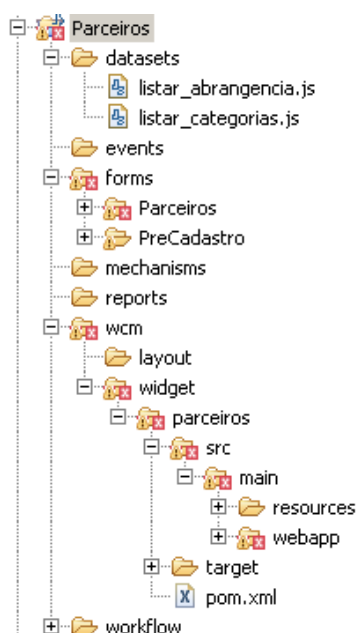 Parceiros
datasets
listar_abrangencia.js
listar_categorias.js
events
forms
Parceiros
PreCadastro
mechanisms
reports
wcm
layout
widget
parceiros
src
main
resources
webapp
target
pom.xml
workflow